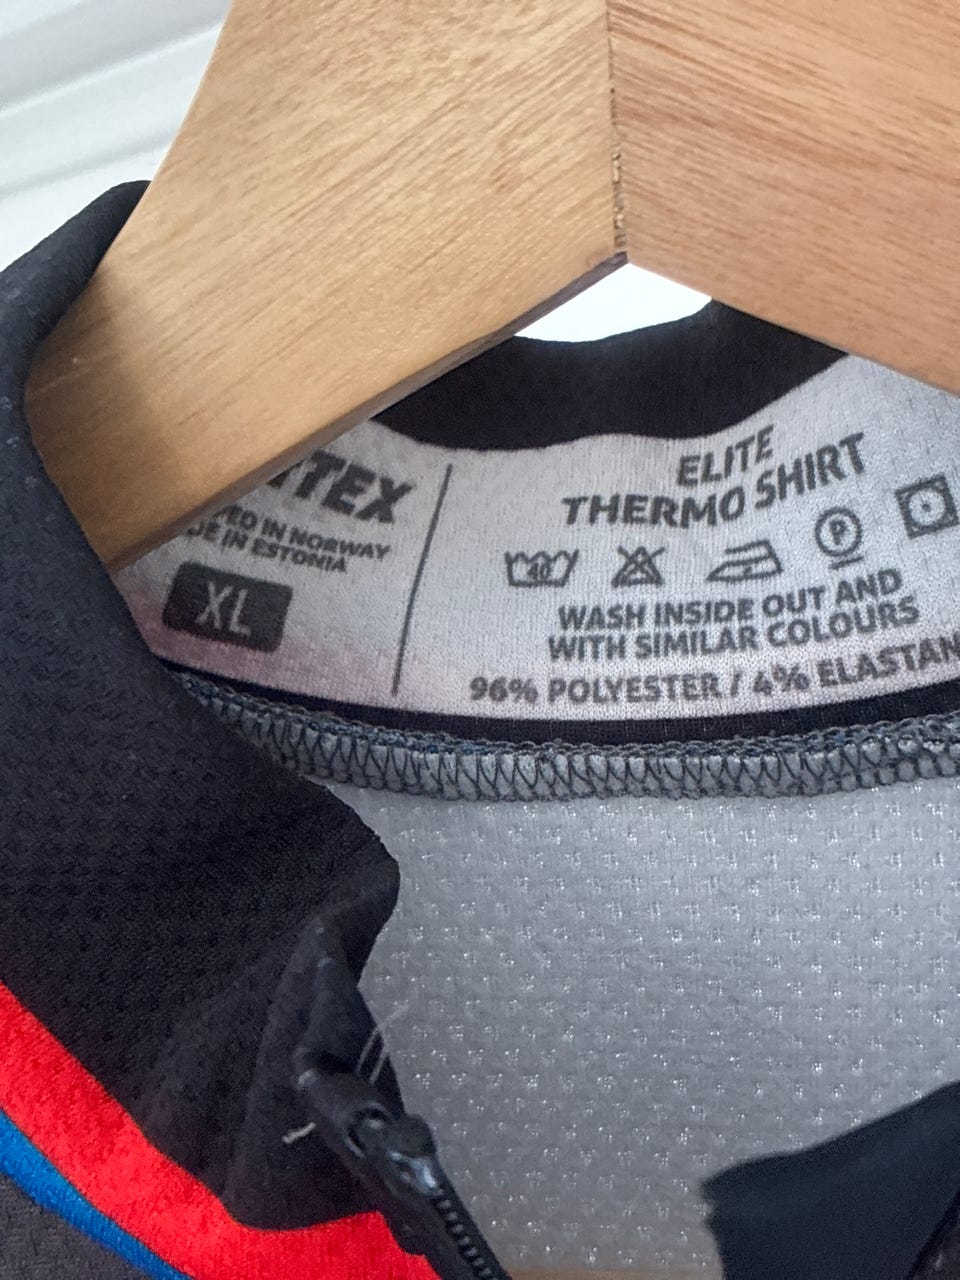 TEX
PED IN NORWAY
DE IN ESTONIA
XL
ELITE
THERMO SHIRT
40
P
WASH INSIDE OUT AND
WITH SIMILAR COLOURS
96% POLYESTER / 4% ELASTAN